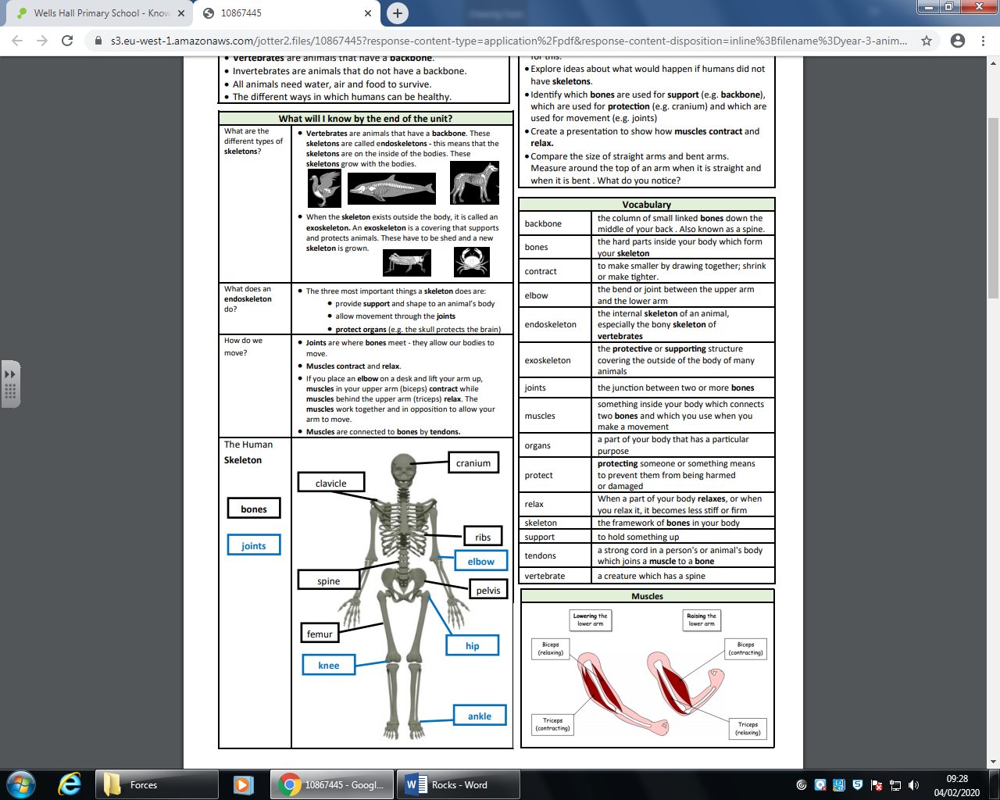 Wells Hall Primary School - Know
10867445
s3.eu-west-1.amazonaws.com/jotter2.files/10867445?response-content-type=application%2Fpdf&response-content-disposition=inline%3Bfilename%3Dyear-3-anim...
• Vertebrates are animals that have a backbone.
• Invertebrates are animals that do not have a backbone.
• All animals need water, air and food to survive.
• The different ways in which humans can be healthy.
What will I know by the end of the unit?
What are the
different types of
skeletons?
• Vertebrates are animals that have a backbone. These
skeletons are called endoskeletons - this means that the
skeletons are on the inside of the bodies. These
skeletons grow with the bodies.
• When the skeleton exists outside the body, it is called an
exoskeleton. An exoskeleton is a covering that supports
and protects animals. These have to be shed and a new
skeleton is grown.
What does an
endoskeleton
do?
• The three most important things a skeleton does are:
• provide support and shape to an animal's body
• allow movement through the joints
• protect organs (e.g. the skull protects the brain)
How do we
move?
• Joints are where bones meet - they allow our bodies to
move.
• Muscles contract and relax.
• If you place an elbow on a desk and lift your arm up,
muscles in your upper arm (biceps) contract while
muscles behind the upper arm (triceps) relax. The
muscles work together and in opposition to allow your
arm to move.
• Muscles are connected to bones by tendons.
The Human
Skeleton
bones
joints
cranium
clavicle
ribs
elbow
spine
pelvis
femur
hip
knee
ankle
for this.
• Explore ideas about what would happen if humans did not
have skeletons.
• Identify which bones are used for support (e.g. backbone),
which are used for protection (e.g. cranium) and which are
used for movement (e.g. joints)
• Create a presentation to show how muscles contract and
relax.
• Compare the size of straight arms and bent arms.
Measure around the top of an arm when it is straight and
when it is bent . What do you notice?
Vocabulary
backbone
the column of small linked bones down the
middle of your back . Also known as a spine.
bones
the hard parts inside your body which form
your skeleton
contract
to make smaller by drawing together; shrink
or make tighter.
elbow
the bend or joint between the upper arm
and the lower arm
endoskeleton
the internal skeleton of an animal,
especially the bony skeleton of
vertebrates
exoskeleton
the protective or supporting structure
covering the outside of the body of many
animals
joints
the junction between two or more bones
muscles
something inside your body which connects
two bones and which you use when you
make a movement
organs
a part of your body that has a particular
purpose
protect
protecting someone or something means
to prevent them from being harmed
or damaged
relax
When a part of your body relaxes, or when
you relax it, it becomes less stiff or firm
skeleton
the framework of bones in your body
support
to hold something up
tendons
a strong cord in a person's or animal's body
which joins a muscle to a bone
vertebrate
a creature which has a spine
Muscles
Lowering the
lower arm
Raising the
lower arm
Biceps
(relaxing)
Biceps
(contracting)
Triceps
(contracting)
Triceps
(relaxing)
Forces
10867445 - Googl...
Rocks - Word
09:28
04/02/2020